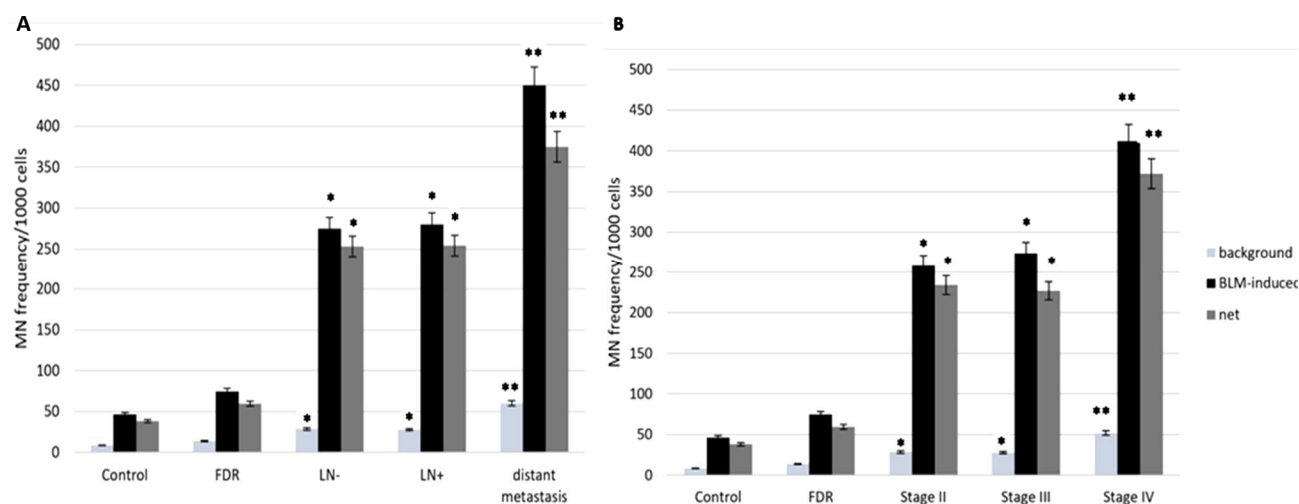 A
MN frequency/1000 cells
500
450
400
350
300
250
200
150
100
50
0
**
**
*
*
*
*
*
*
**
Control
FDR
LN-
LN+
distant
metastasis
B
MN frequency/1000 cells
500
450
400
350
300
250
200
150
100
50
0
**
**
*
*
*
*
*
*
**
Control
FDR
Stage II
Stage III
Stage IV
background
BLM-induced
net